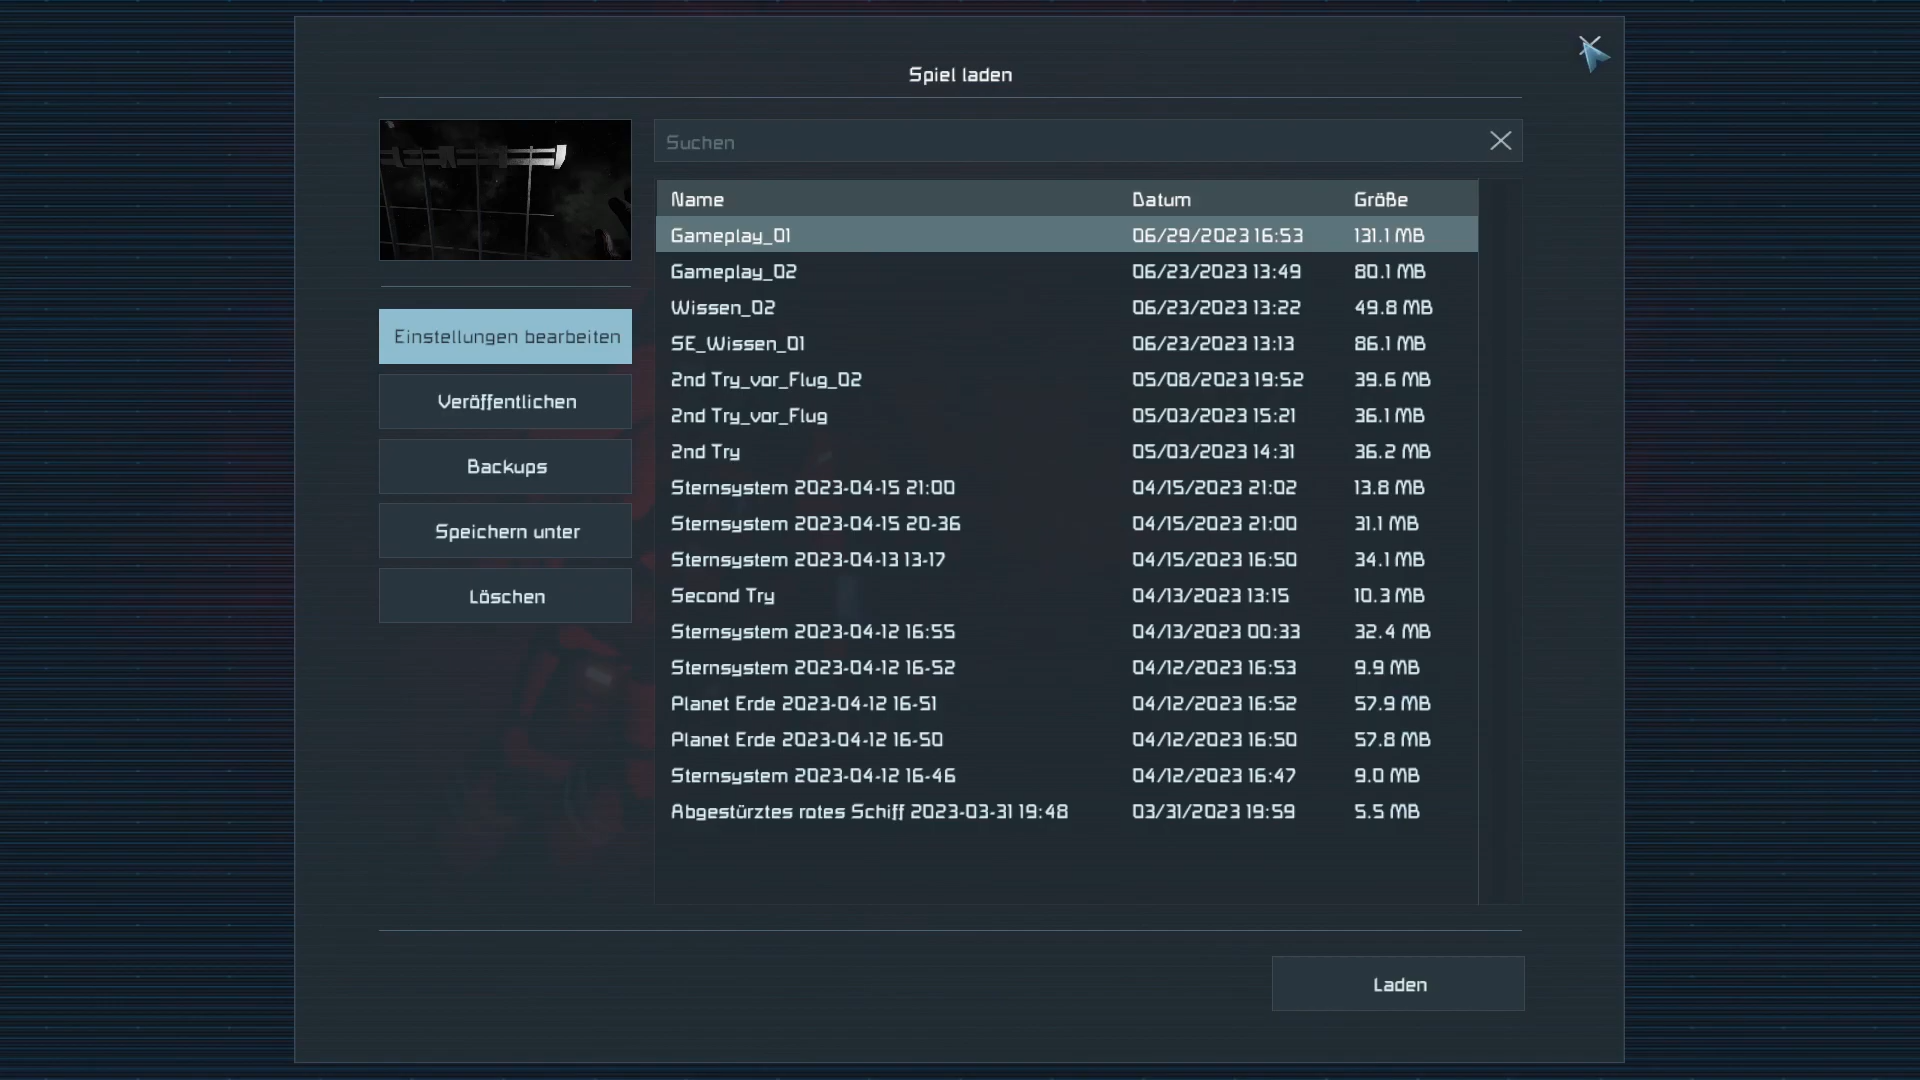 Spiel laden
Suchen
Name Datum Größe
Gameplay_01 06/29/2023 16:53 131.1 MB
Gameplay_02 06/23/2023 13:49 80.1 MB
Wissen_02 06/23/2023 13:22 49.8 MB
SE_Wissen_01 06/23/2023 13:13 86.1 MB
2nd Try_vor_Flug_02 05/08/2023 19:52 39.6 MB
2nd Try_vor_Flug 05/03/2023 15:21 36.1 MB
2nd Try 05/03/2023 14:31 36.2 MB
Sternsystem 2023-04-15 21:00 04/15/2023 21:02 13.8 MB
Sternsystem 2023-04-15 20-36 04/15/2023 21:00 31.1 MB
Sternsystem 2023-04-13 13-17 04/15/2023 16:50 34.1 MB
Second Try 04/13/2023 13:15 10.3 MB
Sternsystem 2023-04-12 16:55 04/13/2023 00:33 32.4 MB
Sternsystem 2023-04-12 16-52 04/12/2023 16:53 9.9 MB
Planet Erde 2023-04-12 16-51 04/12/2023 16:52 57.9 MB
Planet Erde 2023-04-12 16-50 04/12/2023 16:50 57.8 MB
Sternsystem 2023-04-12 16-46 04/12/2023 16:47 9.0 MB
Abgestürztes rotes Schiff 2023-03-31 19:48 03/31/2023 19:59 5.5 MB
Einstellungen bearbeiten
Veröffentlichen
Backups
Speichern unter
Löschen
Laden